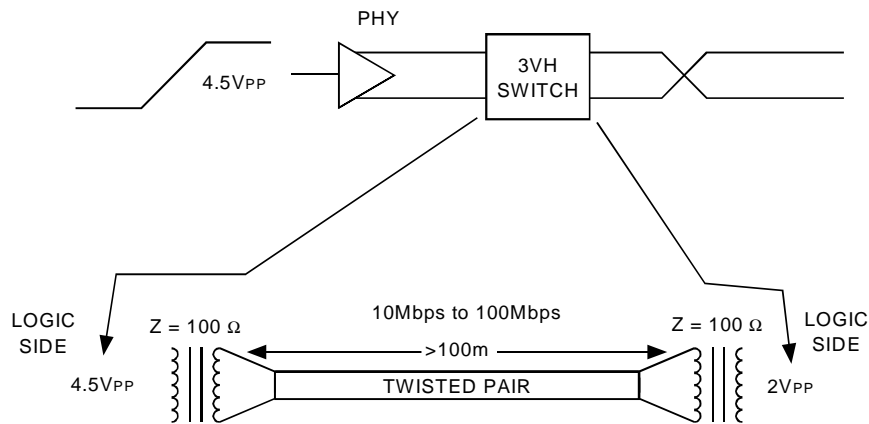 PHY
4.5VPP
3VH
SWITCH
10Mbps to 100Mbps
LOGIC
SIDE
Z = 100 Ω
Z = 100 Ω
LOGIC
SIDE
>100m
4.5VPP
TWISTED PAIR
2VPP